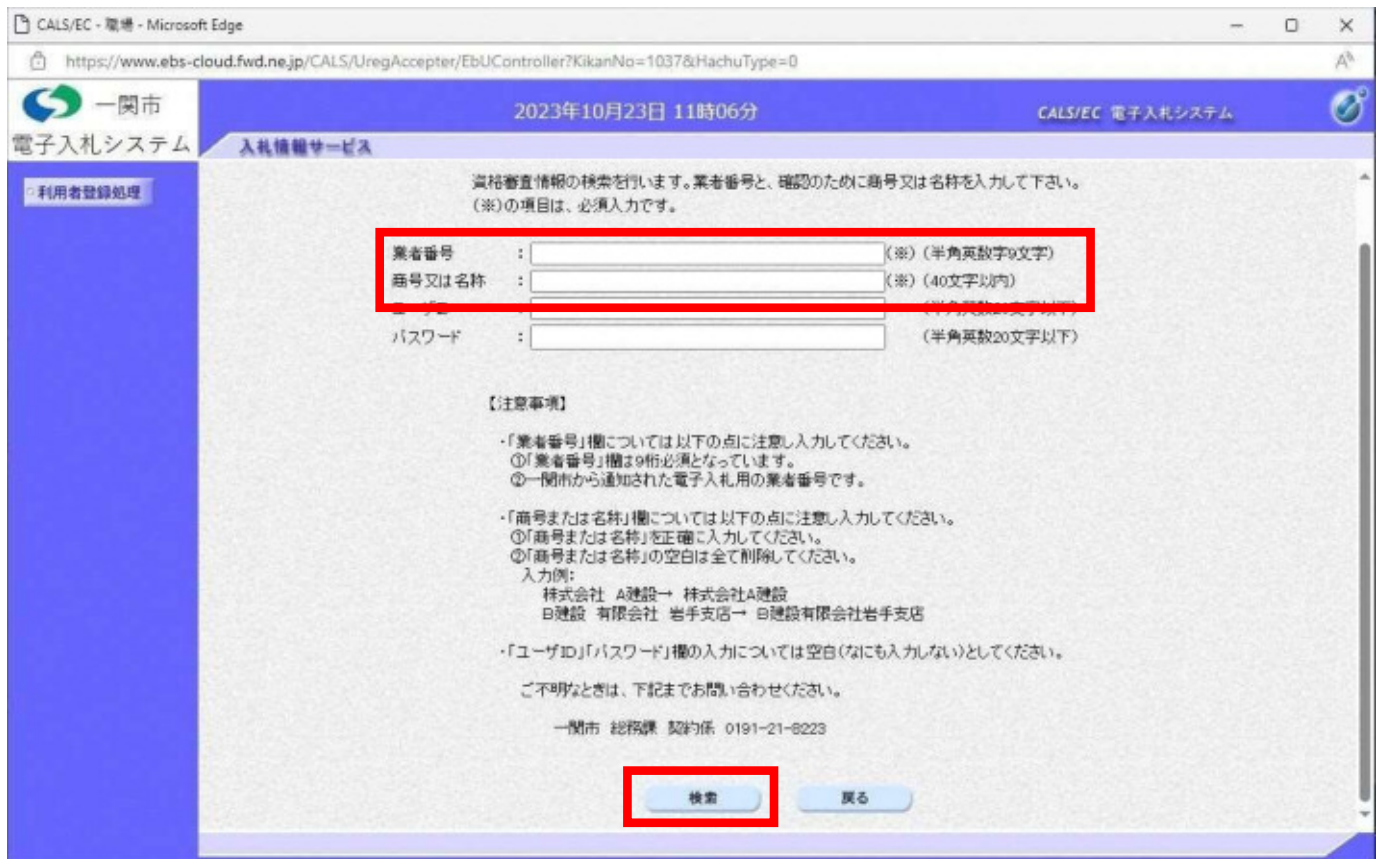 CALS/EC - 職場 - Microsoft Edge
https://www.ebs-cloud.fwd.ne.jp/CALS/UregAccepter/EbUController?KikanNo=1037&HachuType=0
一関市
電子入札システム
2023年10月23日 11時06分
CALS/EC 電子入札システム
入札情報サービス
利用者登録処理
資格審査情報の検索を行います。業者番号と、確認のために商号又は名称を入力して下さい。
(※)の項目は、必須入力です。
業者番号 : (※) (半角英数字9文字)
商号又は名称 : (※) (40文字以内)
パスワード : (半角英数20文字以下)
【注意事項】
・「業者番号」欄については以下の点に注意し入力してください。
①「業者番号」欄は9桁必須となっています。
②一関市から通知された電子入札用の業者番号です。
・「商号または名称」欄については以下の点に注意し入力してください。
①「商号または名称」を正確に入力してください。
②「商号または名称」の空白は全て削除してください。
入力例:
株式会社 A建設→ 株式会社A建設
B建設 有限会社 岩手支店→ B建設有限会社岩手支店
・「ユーザID」「パスワード」欄の入力については空白(なにも入力しない)としてください。
ご不明なときは、下記までお問い合わせください。
一関市 総務課 契約係 0191-21-8223
検索 戻る